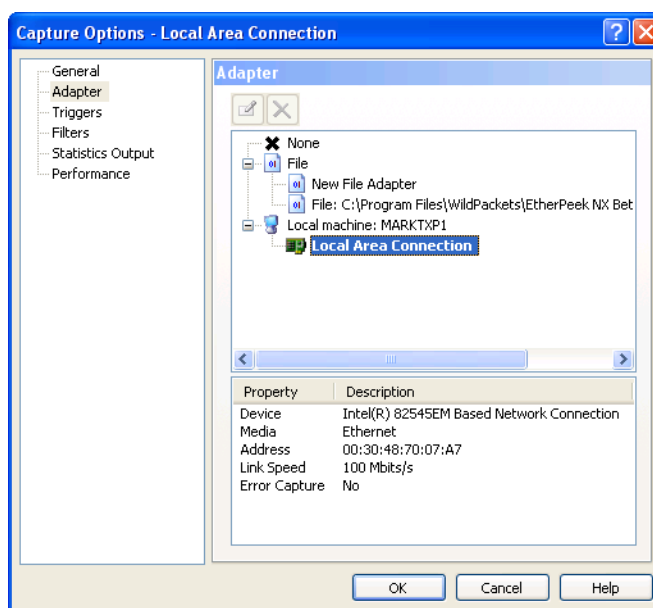 Capture Options - Local Area Connection
General
Adapter
Triggers
Filters
Statistics Output
Performance
Adapter
None
File
New File Adapter
File: C:\Program Files\WildPackets\EtherPeek NX Bet
Local machine: MARKTXP1
Local Area Connection
Property Description
Device Intel(R) 82545EM Based Network Connection
Media Ethernet
Address 00:30:48:70:07:A7
Link Speed 100 Mbits/s
Error Capture No
OK Cancel Help